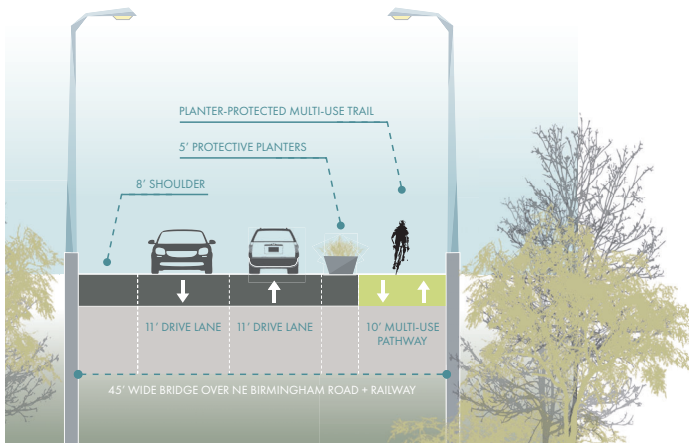 PLANTER-PROTECTED MULTI-USE TRAIL
5’ PROTECTIVE PLANTERS
8’ SHOULDER
11’ DRIVE LANE
11’ DRIVE LANE
10’ MULTI-USE
PATHWAY
45’ WIDE BRIDGE OVER NE BIRMINGHAM ROAD + RAILWAY